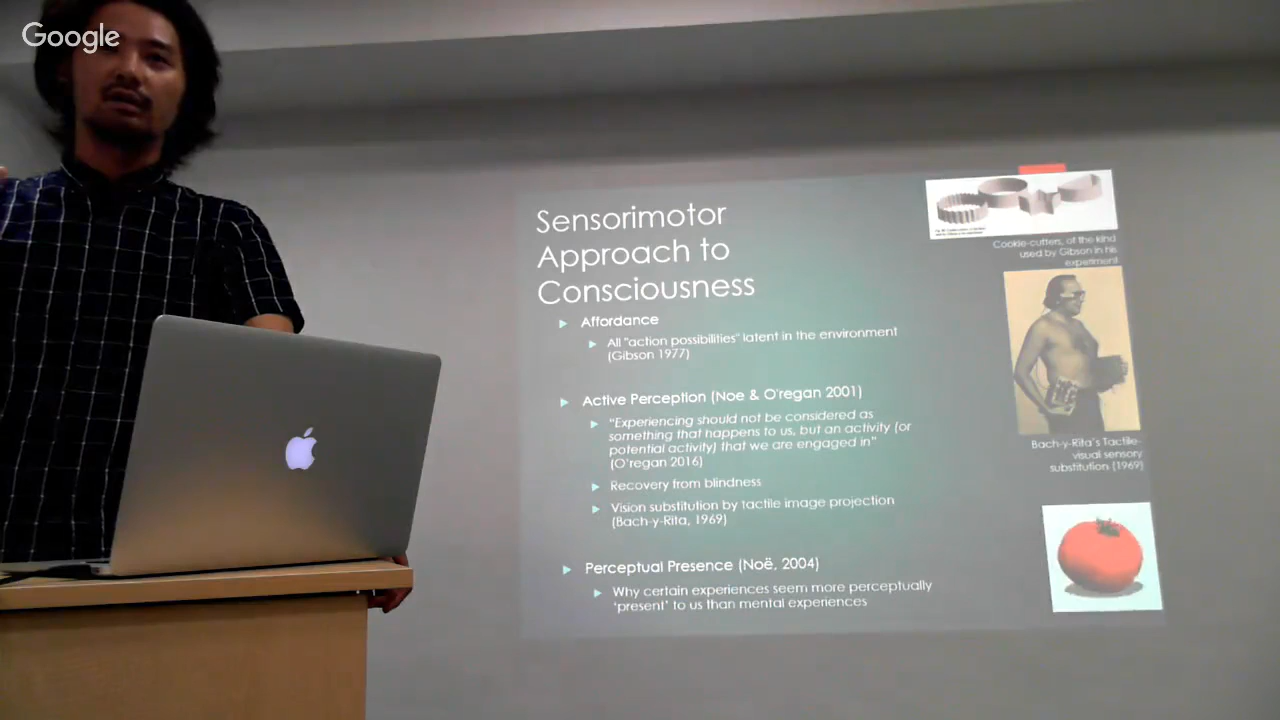 Google
Sensorimotor
Approach to
Consciousness
Affordance
All "action possibilities" latent in the environment
(Gibson 1977)
Active Perception (Noe & O'regan 2001)
"Experiencing should not be considered as
something that happens to us, but an activity (or
potential activity) that we are engaged in"
(O'regan 2016)
Recovery from blindness
Vision substitution by tactile image projection
(Bach-y-Rita, 1969)
Perceptual Presence (Noë, 2004)
Why certain experiences seem more perceptually
'present' to us than mental experiences
Cookie-cutters, of the kind
used by Gibson in his
experiment
Bach-y-Rita's Tactile-
visual sensory
substitution (1969)